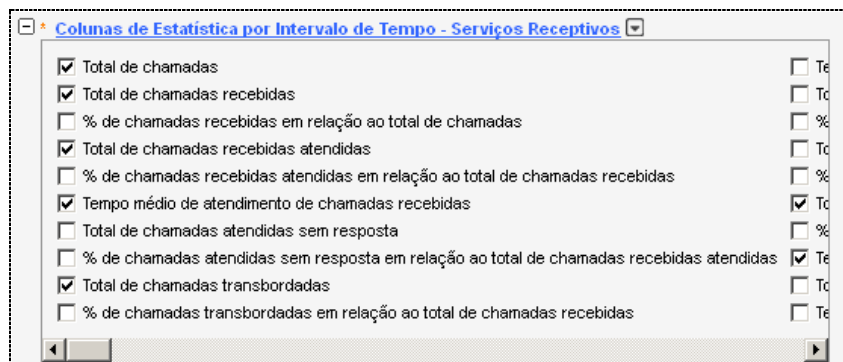 * Colunas de Estatística por Intervalo de Tempo - Serviços Receptivos
Total de chamadas
Total de chamadas recebidas
% de chamadas recebidas em relação ao total de chamadas
Total de chamadas recebidas atendidas
% de chamadas recebidas atendidas em relação ao total de chamadas recebidas
Tempo médio de atendimento de chamadas recebidas
Total de chamadas atendidas sem resposta
% de chamadas atendidas sem resposta em relação ao total de chamadas recebidas atendidas
Total de chamadas transbordadas
% de chamadas transbordadas em relação ao total de chamadas recebidas